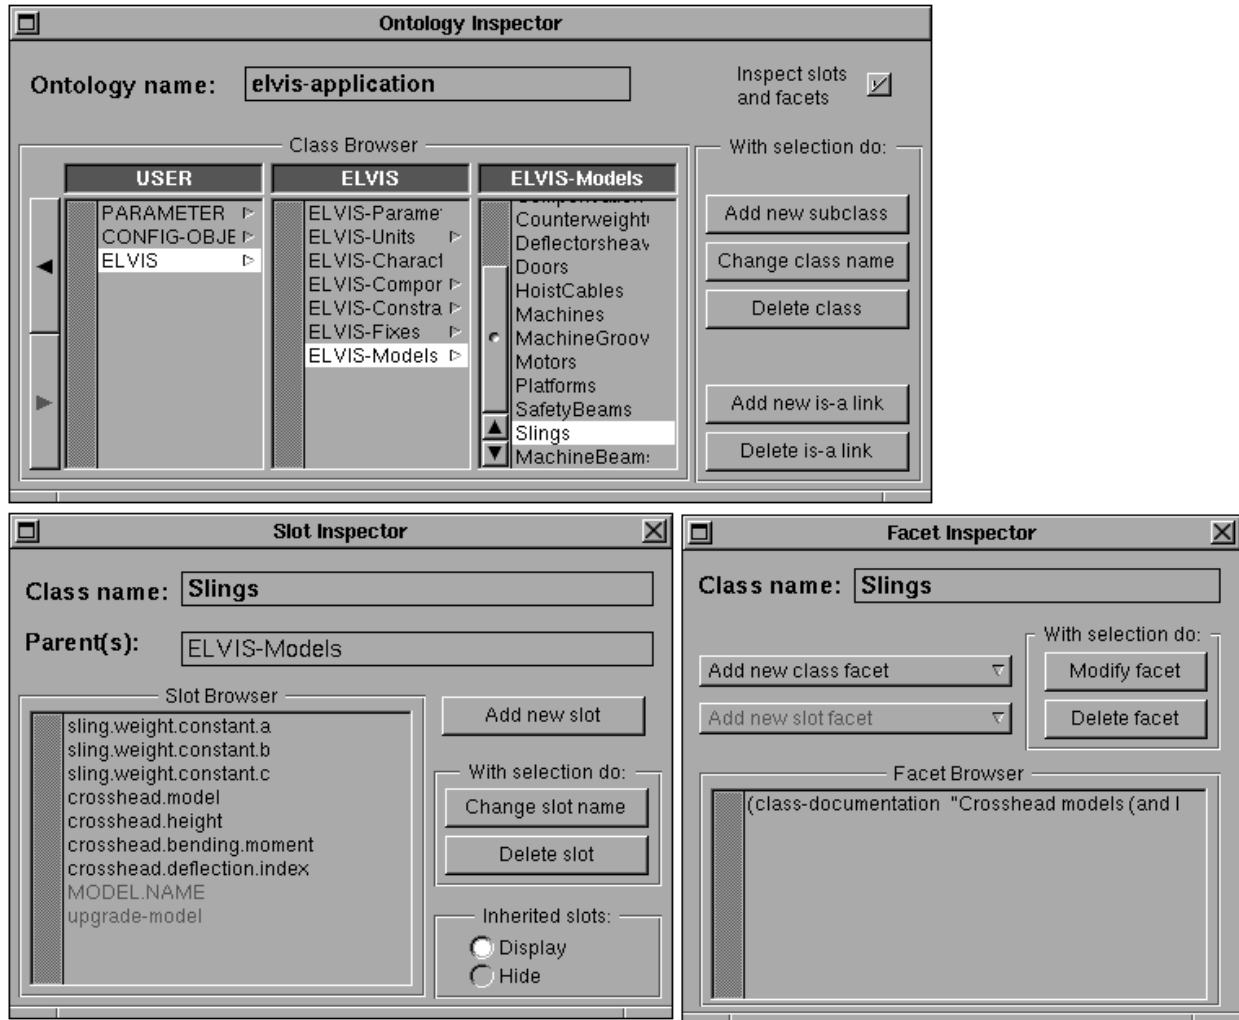 Ontology Inspector
Ontology name: elvis-application
Inspect slots
and facets
Class Browser
With selection do:
USER
ELVIS
ELVIS-Models
PARAMETER
CONFIG-OBJE
ELVIS
ELVIS-Parame
ELVIS-Units
ELVIS-Charact
ELVIS-Compor
ELVIS-Constra
ELVIS-Fixes
ELVIS-Models
Counterweight
Deflectorsheav
Doors
HoistCables
Machines
MachineGroov
Motors
Platforms
SafetyBeams
Slings
MachineBeam
Add new subclass
Change class name
Delete class
Add new is-a link
Delete is-a link
Slot Inspector
Class name: Slings
Parent(s): ELVIS-Models
Slot Browser
sling.weight.constant.a
sling.weight.constant.b
sling.weight.constant.c
crosshead.model
crosshead.height
crosshead.bending.moment
crosshead.deflection.index
MODEL.NAME
upgrade-model
Add new slot
With selection do:
Change slot name
Delete slot
Inherited slots:
Display
Hide
Facet Inspector
Class name: Slings
Add new class facet
Add new slot facet
With selection do:
Modify facet
Delete facet
Facet Browser
(class-documentation "Crosshead models (and l